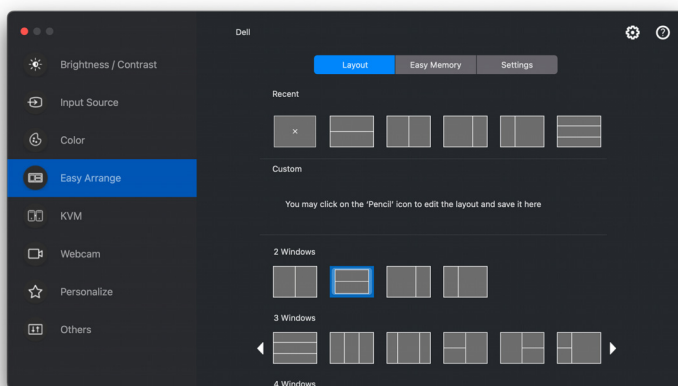 Dell
Brightness / Contrast
Input Source
Color
Easy Arrange
KVM
Webcam
Personalize
Others
Layout
Easy Memory
Settings
Recent
Custom
You may click on the 'Pencil' icon to edit the layout and save it here
2 Windows
3 Windows
4 Windows